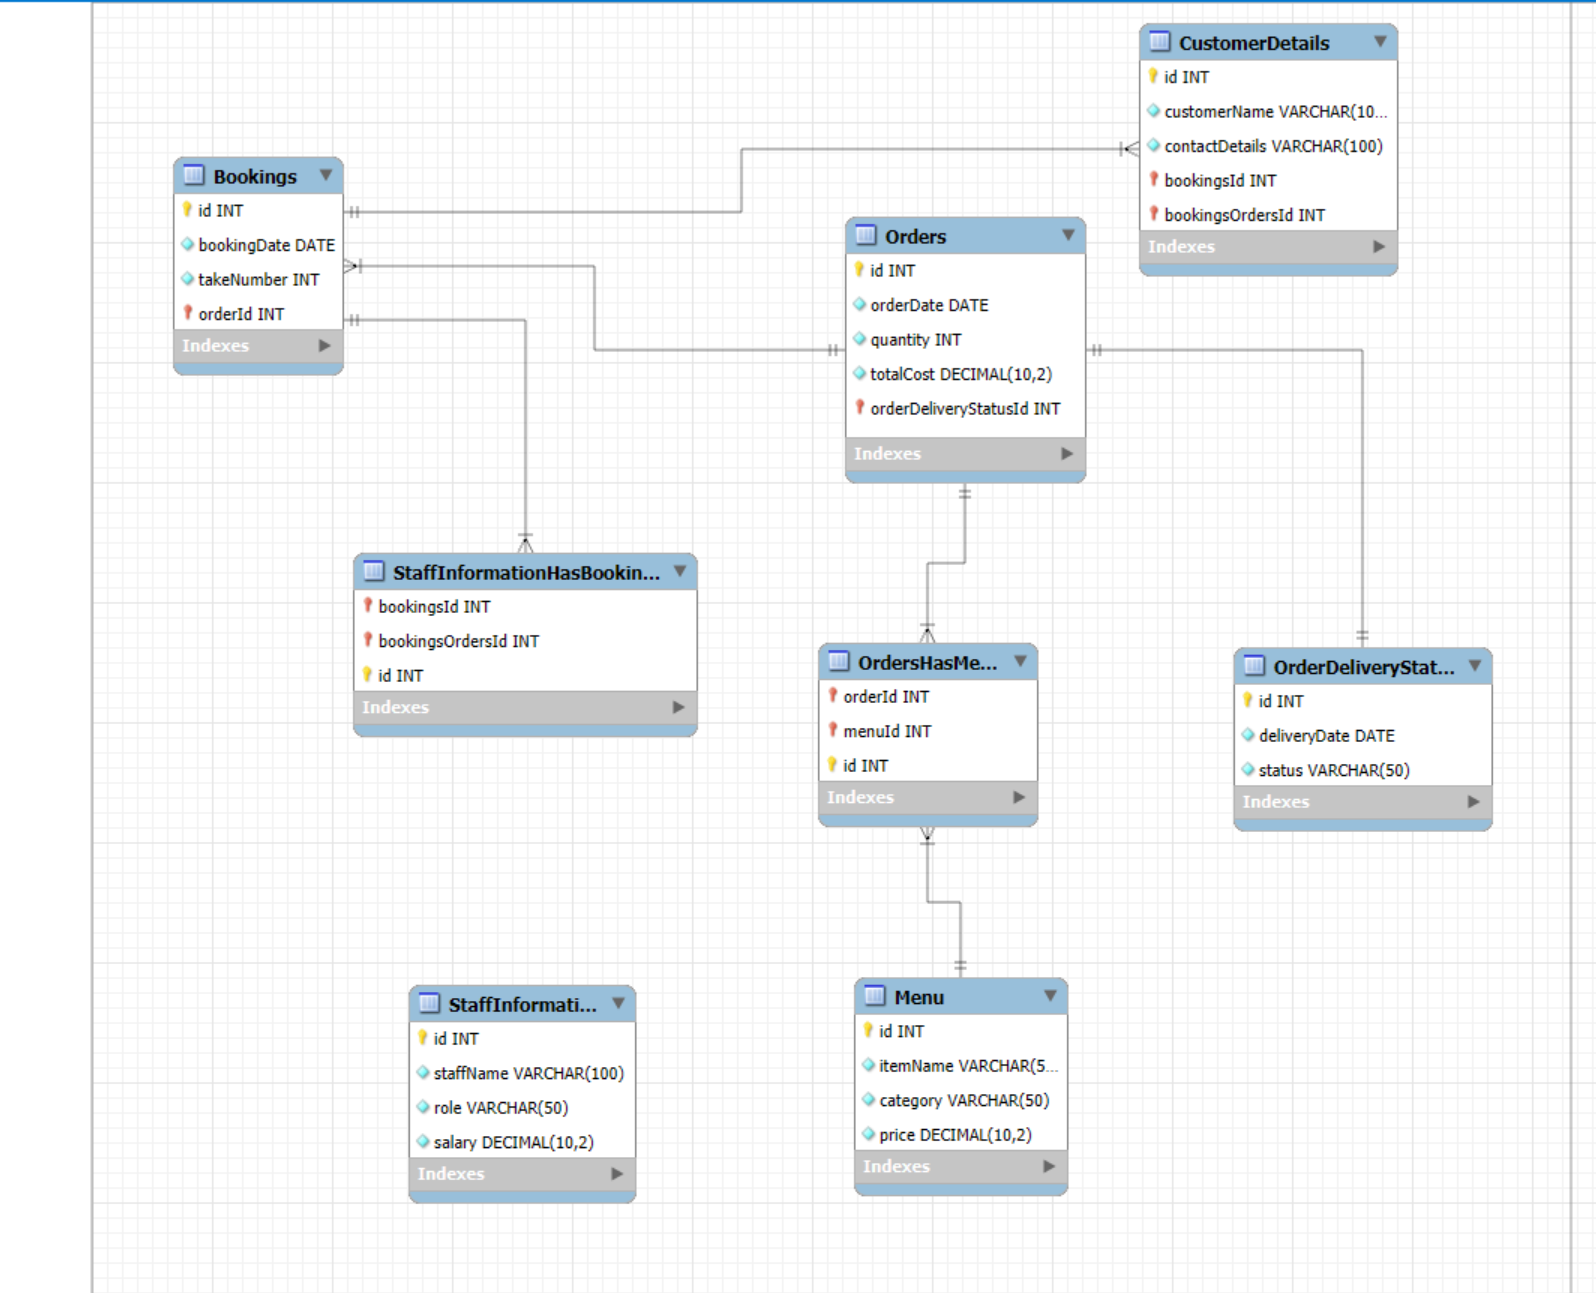 CustomerDetails
id INT
customerName VARCHAR(10...
contactDetails VARCHAR(100)
bookingsId INT
bookingsOrdersId INT
Indexes
Bookings
id INT
bookingDate DATE
takeNumber INT
orderId INT
Indexes
Orders
id INT
orderDate DATE
quantity INT
totalCost DECIMAL(10,2)
orderDeliveryStatusId INT
Indexes
StaffInformationHasBookin...
bookingsId INT
bookingsOrdersId INT
id INT
Indexes
OrdersHasMe...
orderId INT
menuId INT
id INT
Indexes
OrderDeliveryStat...
id INT
deliveryDate DATE
status VARCHAR(50)
Indexes
StaffInformati...
id INT
staffName VARCHAR(100)
role VARCHAR(50)
salary DECIMAL(10,2)
Indexes
Menu
id INT
itemName VARCHAR(5...
category VARCHAR(50)
price DECIMAL(10,2)
Indexes